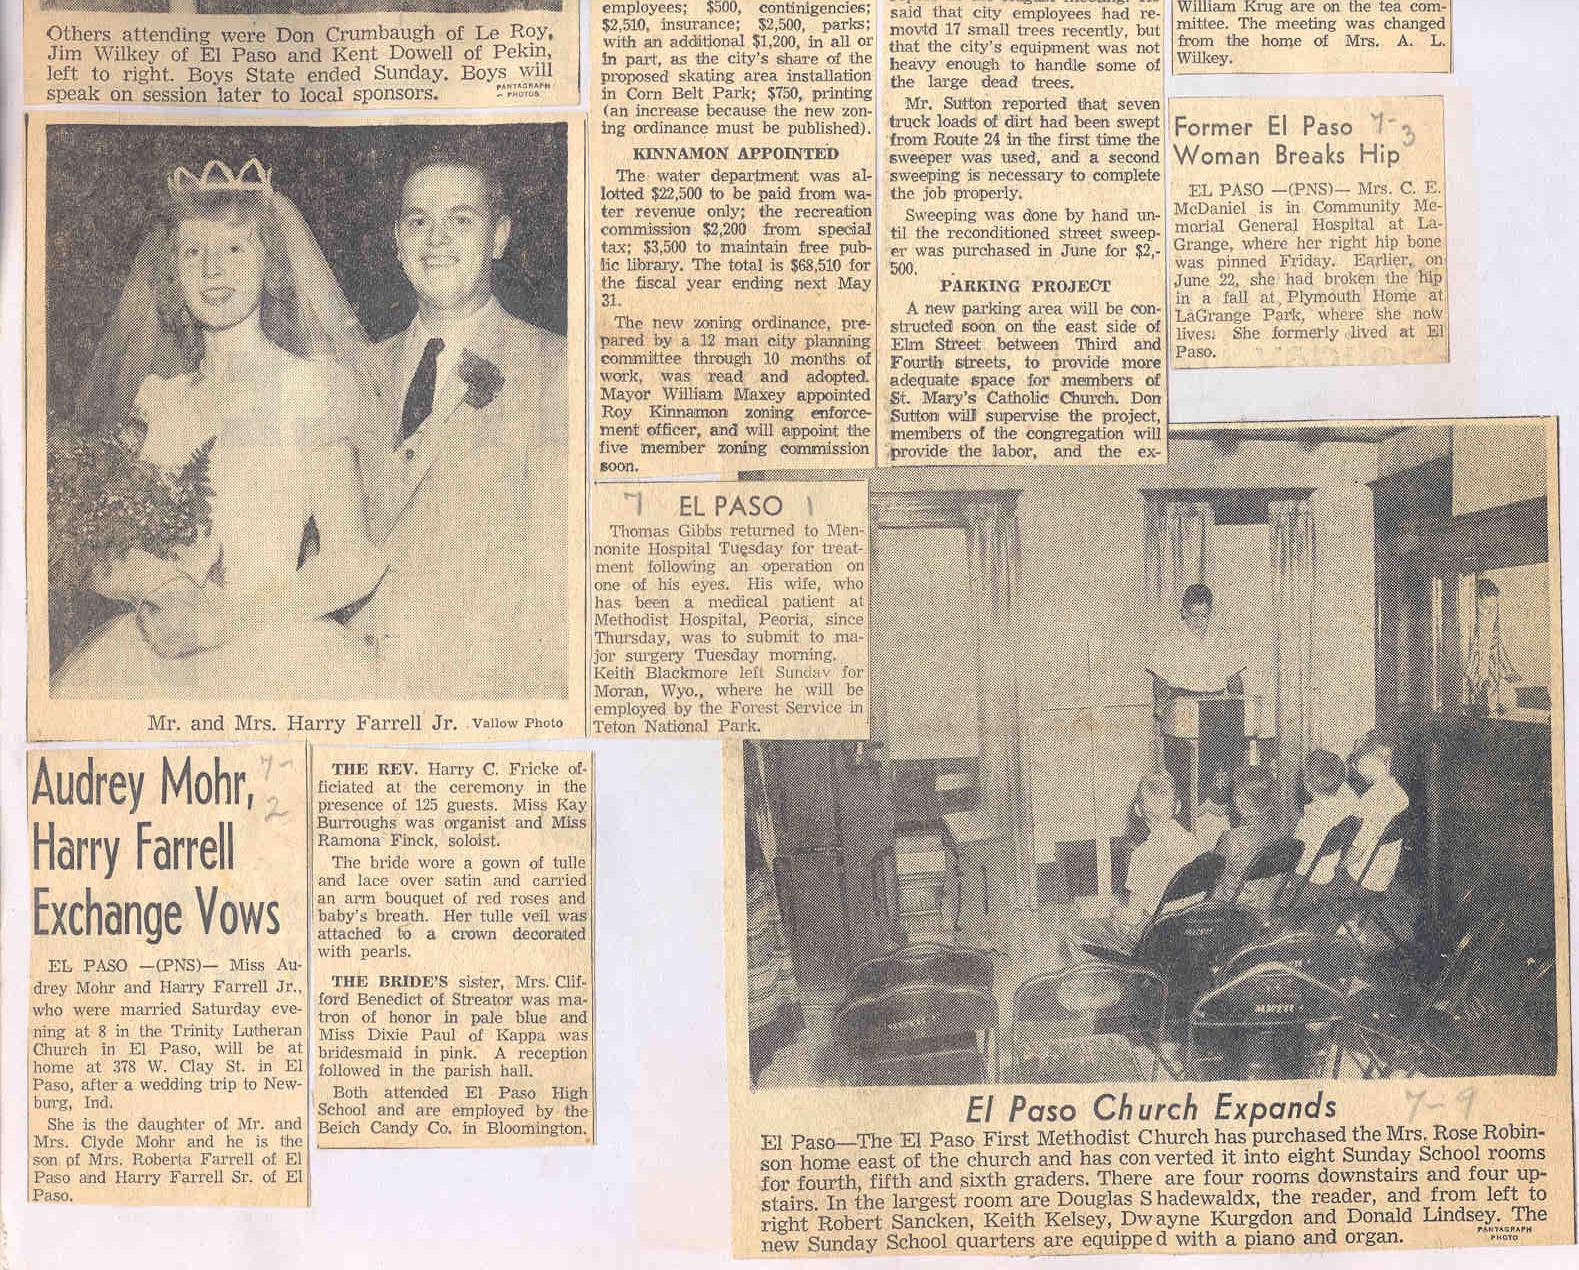 Others attending were Don Crumbaugh of Le Roy,
Jim Wilkey of El Paso and Kent Dowell of Pekin,
left to right. Boys State ended Sunday. Boys will
speak on session later to local sponsors.
PANTAGRAPH
PHOTOS
Mr. and Mrs. Harry Farrell Jr. Vallow Photo
Audrey Mohr,
Harry Farrell
Exchange Vows
7-
2
EL PASO —(PNS)— Miss Au-
drey Mohr and Harry Farrell Jr.,
who were married Saturday eve-
ning at 8 in the Trinity Lutheran
Church in El Paso, will be at
home at 378 W. Clay St. in El
Paso, after a wedding trip to New-
burg, Ind.
She is the daughter of Mr. and
Mrs. Clyde Mohr and he is the
son of Mrs. Roberta Farrell of El
Paso and Harry Farrell Sr. of El
Paso.
THE REV. Harry C. Fricke of-
ficiated at the ceremony in the
presence of 125 guests. Miss Kay
Burroughs was organist and Miss
Ramona Finck, soloist.
The bride wore a gown of tulle
and lace over satin and carried
an arm bouquet of red roses and
baby's breath. Her tulle veil was
attached to a crown decorated
with pearls.
THE BRIDE'S sister, Mrs. Clif-
ford Benedict of Streator was ma-
tron of honor in pale blue and
Miss Dixie Paul of Kappa was
bridesmaid in pink. A reception
followed in the parish hall.
Both attended El Paso High
School and are employed by the
Beich Candy Co. in Bloomington.
employees; $500, continigencies;
$2,510, insurance; $2,500, parks;
with an additional $1,200, in all or
in part, as the city's share of the
proposed skating area installation
in Corn Belt Park; $750, printing
(an increase because the new zon-
ing ordinance must be published).
KINNAMON APPOINTED
The water department was al-
lotted $22,500 to be paid from wa-
ter revenue only; the recreation
commission $2,200 from special
tax; $3,500 to maintain free pub-
lic library. The total is $68,510 for
the fiscal year ending next May
31.
The new zoning ordinance, pre-
pared by a 12 man city planning
committee through 10 months of
work, was read and adopted.
Mayor William Maxey appointed
Roy Kinnamon zoning enforce-
ment officer, and will appoint the
five member zoning commission
soon.
7 EL PASO 1
Thomas Gibbs returned to Men-
nonite Hospital Tuesday for treat-
ment following an operation on
one of his eyes. His wife, who
has been a medical patient at
Methodist Hospital, Peoria, since
Thursday, was to submit to ma-
jor surgery Tuesday morning.
Keith Blackmore left Sunday for
Moran, Wyo., where he will be
employed by the Forest Service in
Teton National Park.
said that city employees had re-
movtd 17 small trees recently, but
that the city's equipment was not
heavy enough to handle some of
the large dead trees.
Mr. Sutton reported that seven
truck loads of dirt had been swept
from Route 24 in the first time the
sweeper was used, and a second
sweeping is necessary to complete
the job properly.
Sweeping was done by hand un-
til the reconditioned street sweep-
er was purchased in June for $2,-
500.
PARKING PROJECT
A new parking area will be con-
structed soon on the east side of
Elm Street between Third and
Fourth streets, to provide more
adequate space for members of
St. Mary's Catholic Church. Don
Sutton will supervise the project,
members of the congregation will
provide the labor, and the ex-
William Krug are on the tea com-
mittee. The meeting was changed
from the home of Mrs. A. L.
Wilkey.
Former El Paso
Woman Breaks Hip
7-
3
EL PASO —(PNS)— Mrs. C. E.
McDaniel is in Community Me-
morial General Hospital at La-
Grange, where her right hip bone
was pinned Friday. Earlier, on
June 22, she had broken the hip
in a fall at Plymouth Home at
LaGrange Park, where she now
lives. She formerly lived at El
Paso.
El Paso Church Expands 7-9
El Paso—The El Paso First Methodist Church has purchased the Mrs. Rose Robin-
son home east of the church and has converted it into eight Sunday School rooms
for fourth, fifth and sixth graders. There are four rooms downstairs and four up-
stairs. In the largest room are Douglas Shadewaldx, the reader, and from left to
right Robert Sancken, Keith Kelsey, Dwayne Kurgdon and Donald Lindsey. The
new Sunday School quarters are equipped with a piano and organ.
PANTAGRAPH
PHOTO